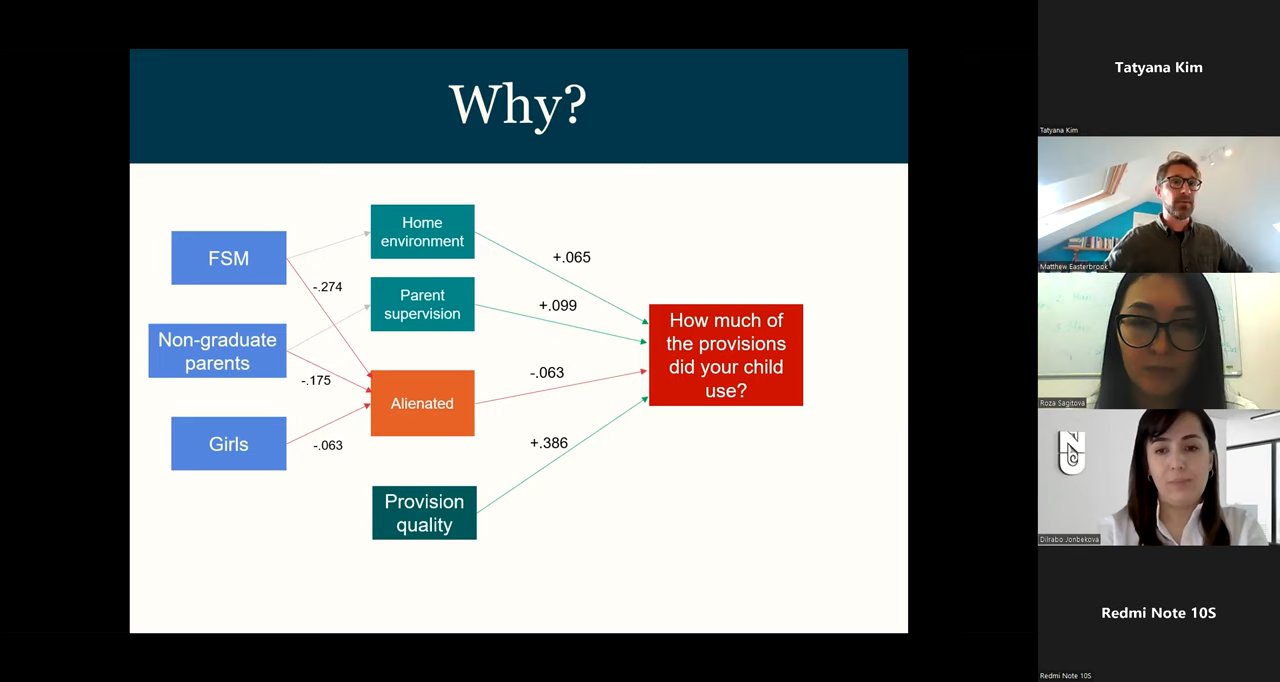 Why?
FSM
Non-graduate
parents
Girls
Home
environment
Parent
supervision
Alienated
Provision
quality
-.274
-.175
-.063
+.065
+.099
-.063
+.386
How much of
the provisions
did your child
use?
Tatyana Kim
Tatyana Kim
Matthew Easterbrook
Roza Sagitova
Dilrabo Jonbekova
Redmi Note 10S
Redmi Note 10S